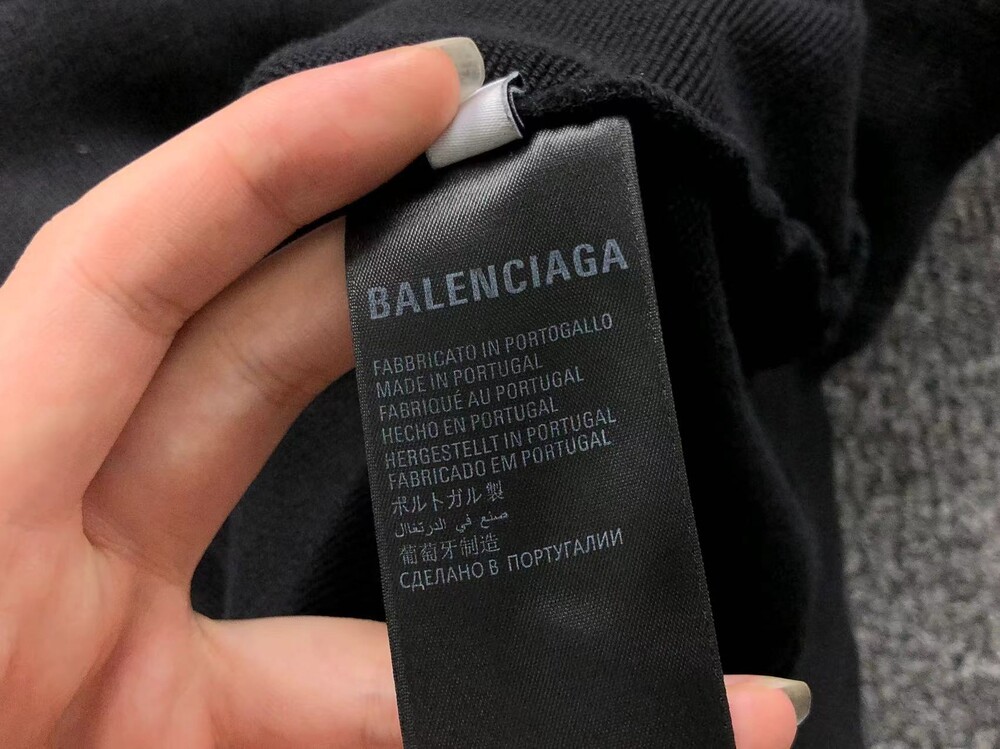 BALENCIAGA
FABBRICATO IN PORTOGALLO
MADE IN PORTUGAL
FABRIQUÉ AU PORTUGAL
HECHO EN PORTUGAL
HERGESTELLT IN PORTUGAL
FABRICADO EM PORTUGAL
ポルトガル製
صنع في الدرتغال
葡萄牙制造
СДЕЛАНО В ПОРТУГАЛИИ